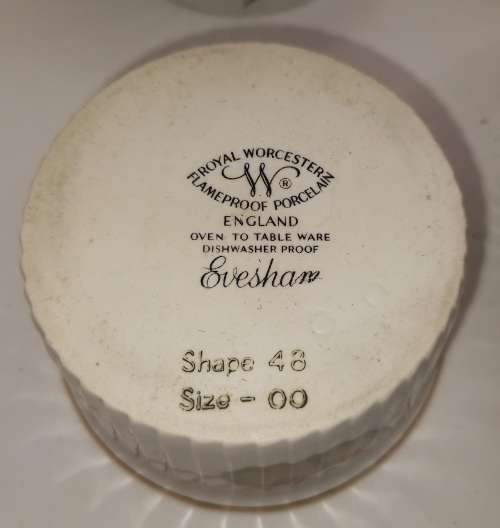 ROYAL WORCESTER
W ®
FLAMEPROOF PORCELAIN
ENGLAND
OVEN TO TABLE WARE
DISHWASHER PROOF
Evesham
Shape 48
Size - 00